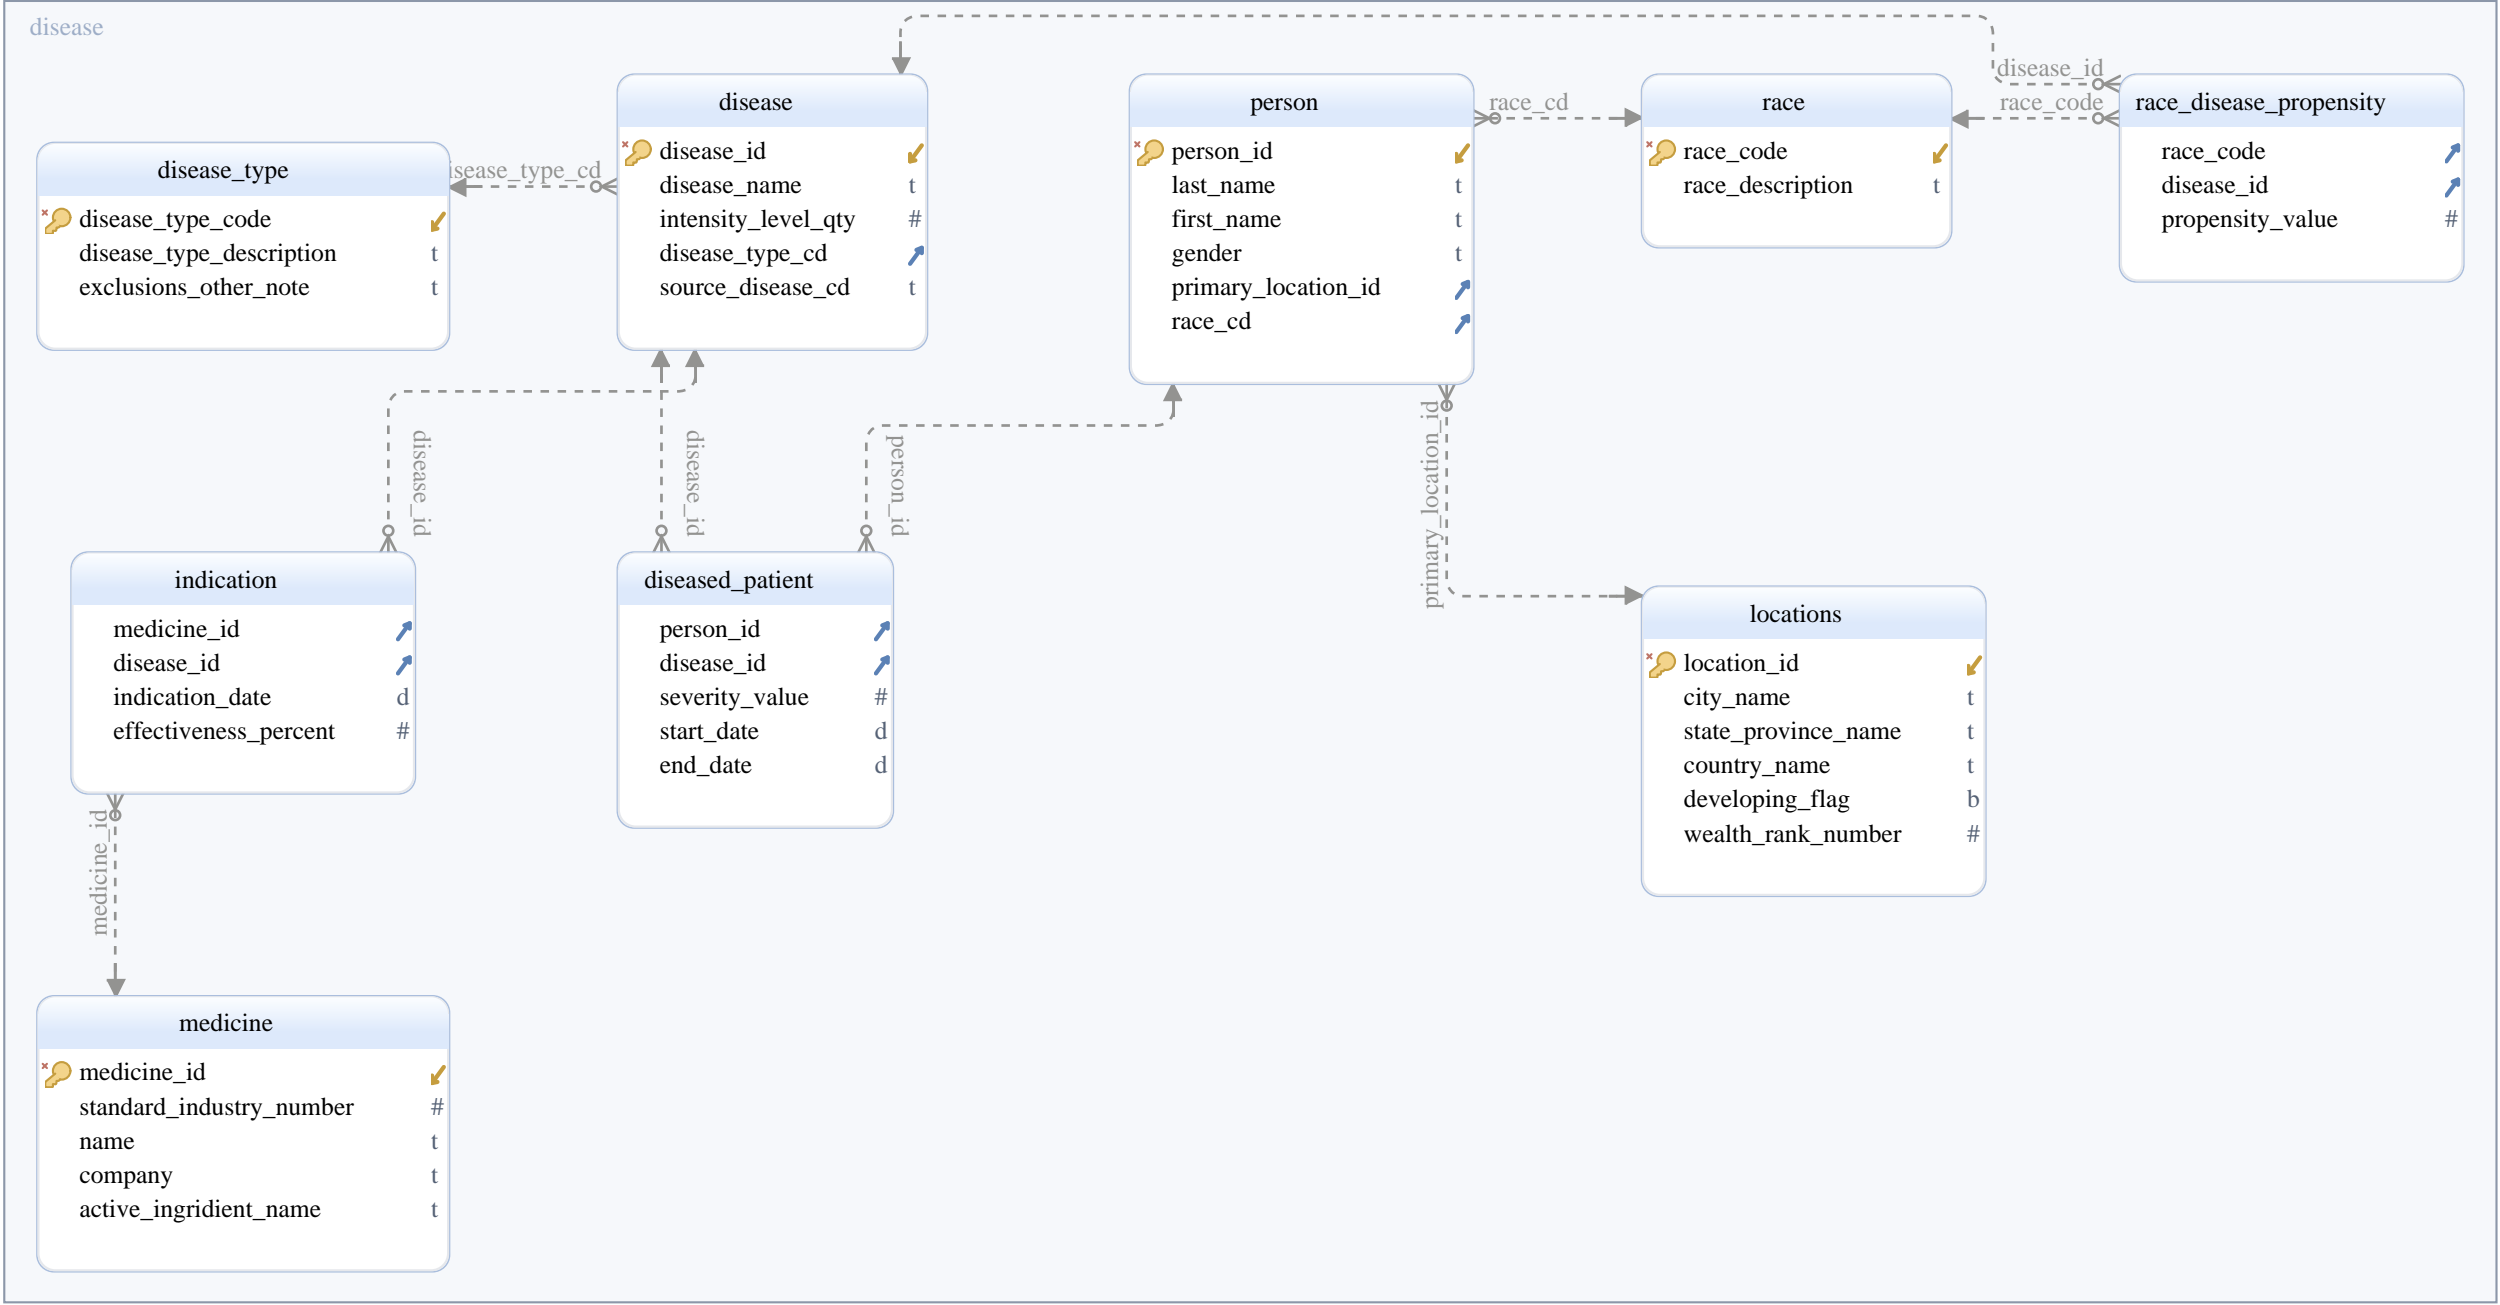 disease
disease_type
disease_type_code
disease_type_description t
exclusions_other_note t
isease_type_cd
disease
disease_id
disease_name t
intensity_level_qty #
disease_type_cd
source_disease_cd t
person
person_id
last_name t
first_name t
gender t
primary_location_id
race_cd
race_cd
race
race_code
race_description t
disease_id
race_code
race_disease_propensity
race_code
disease_id
propensity_value #
disease_id
disease_id
person_id
primary_location_id
indication
medicine_id
disease_id
indication_date d
effectiveness_percent #
diseased_patient
person_id
disease_id
severity_value #
start_date d
end_date d
locations
location_id
city_name t
state_province_name t
country_name t
developing_flag b
wealth_rank_number #
medicine_id
medicine
medicine_id
standard_industry_number #
name t
company t
active_ingridient_name t